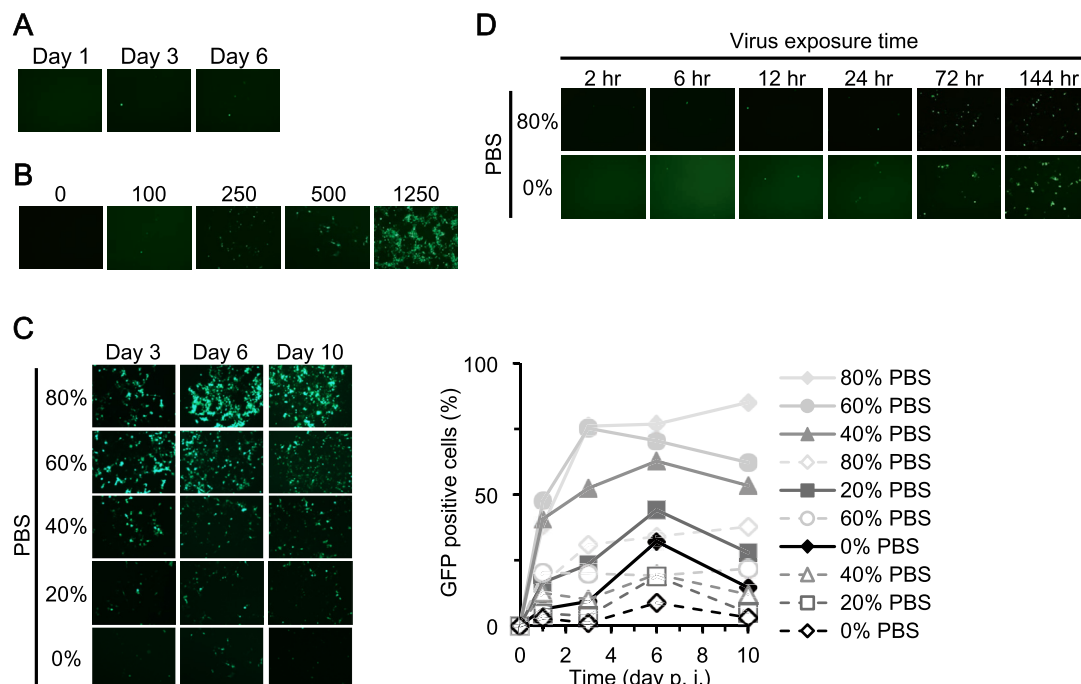 A
Day 1 Day 3 Day 6
B
0 100 250 500 1250
C
Day 3 Day 6 Day 10
PBS
80%
60%
40%
20%
0%
D
Virus exposure time
2 hr 6 hr 12 hr 24 hr 72 hr 144 hr
PBS
80%
0%
GFP positive cells (%)
100
50
0
0 2 4 6 8 10
Time (day p. i.)
80% PBS
60% PBS
40% PBS
80% PBS
20% PBS
60% PBS
0% PBS
40% PBS
20% PBS
0% PBS